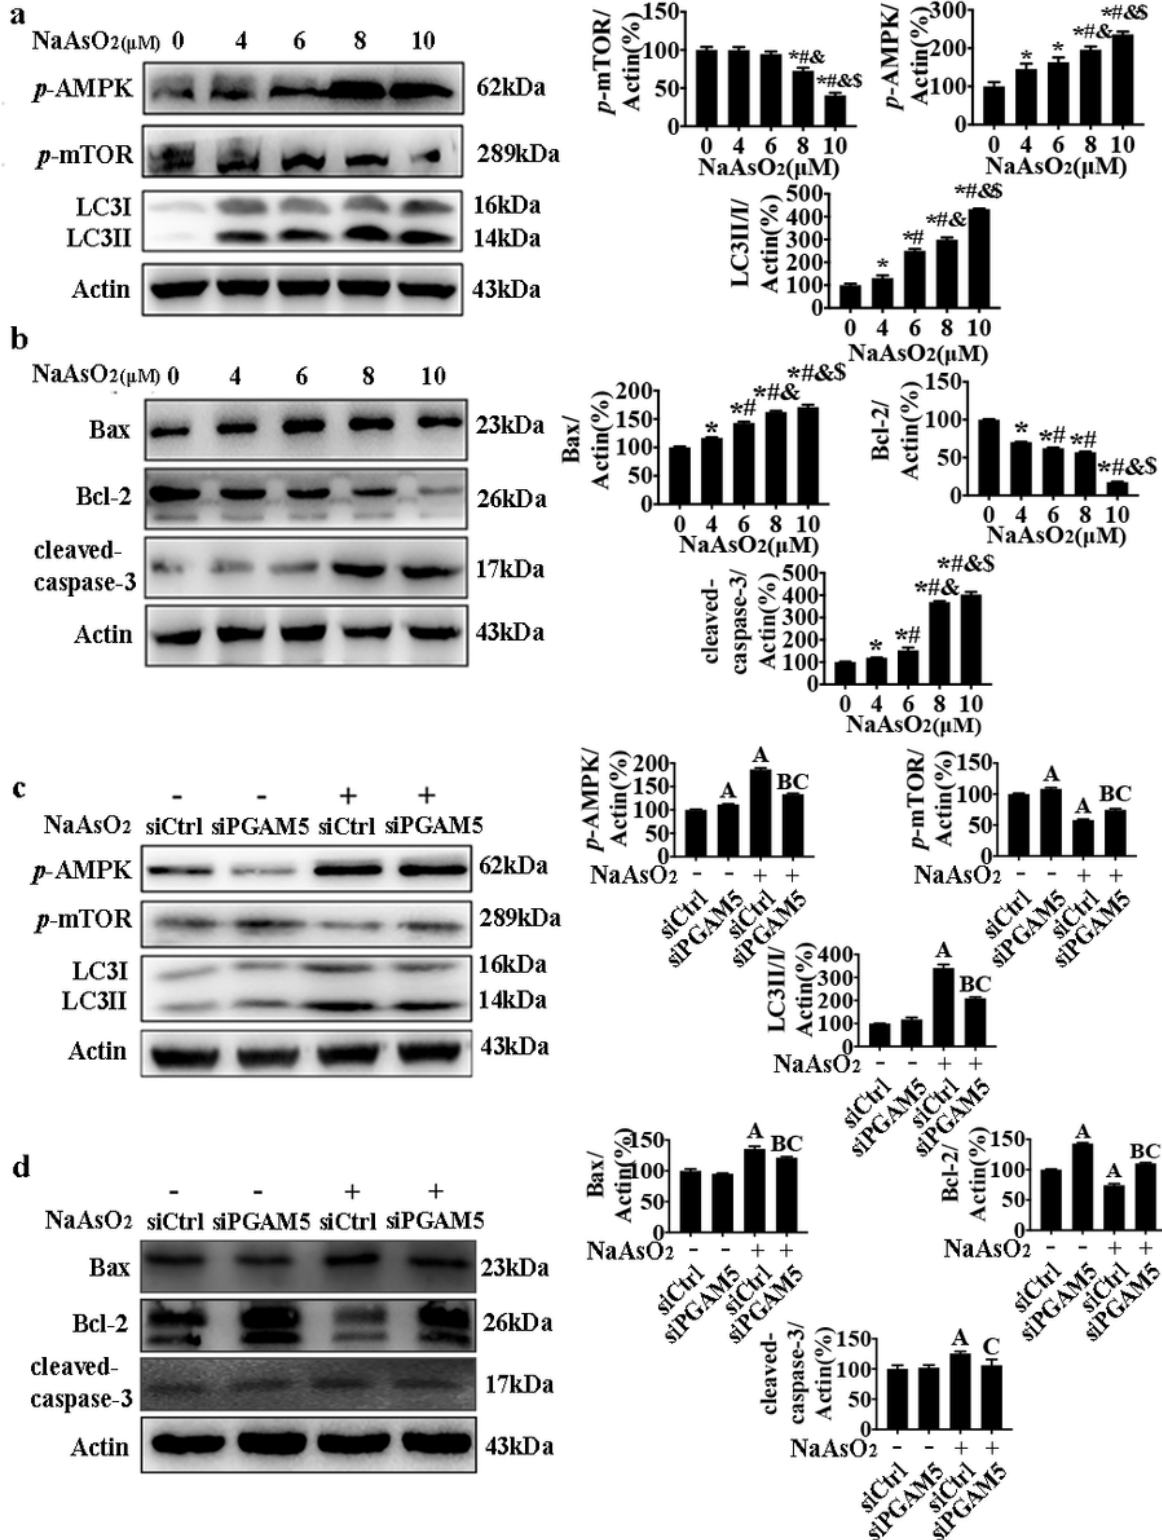 a
NaAsO2(μM) 0 4 6 8 10
p-AMPK 62kDa
p-mTOR 289kDa
LC3I 16kDa
LC3II 14kDa
Actin 43kDa
p-mTOR/
Actin(%)
150
100
50
0
*#&
*#&$
0 4 6 8 10
NaAsO2(μM)
p-AMPK/
Actin(%)
300
200
100
0
* * *#& *#&$
0 4 6 8 10
NaAsO2(μM)
LC3II/I/
Actin(%)
500
400
300
200
100
0
* *# *#& *#&$
0 4 6 8 10
NaAsO2(μM)
b
NaAsO2(μM) 0 4 6 8 10
Bax 23kDa
Bcl-2 26kDa
cleaved-
caspase-3 17kDa
Actin 43kDa
Bax/
Actin(%)
200
150
100
50
0
* *# *#& *#&$
0 4 6 8 10
NaAsO2(μM)
Bcl-2/
Actin(%)
150
100
50
0
* *# *# *#&$
0 4 6 8 10
NaAsO2(μM)
cleaved-
caspase-3/
Actin(%)
500
400
300
200
100
0
* *# *#& *#&$
0 4 6 8 10
NaAsO2(μM)
c
- - + +
NaAsO2 siCtrl siPGAM5 siCtrl siPGAM5
p-AMPK 62kDa
p-mTOR 289kDa
LC3I 16kDa
LC3II 14kDa
Actin 43kDa
p-AMPK/
Actin(%)
200
150
100
50
0
A A BC
NaAsO2 - - + +
siCtrl siPGAM5 siCtrl siPGAM5
p-mTOR/
Actin(%)
150
100
50
0
A A BC
NaAsO2 - - + +
siCtrl siPGAM5 siCtrl siPGAM5
LC3II/I/
Actin(%)
400
300
200
100
0
A BC
NaAsO2 - - + +
siCtrl siPGAM5 siCtrl siPGAM5
d
- - + +
NaAsO2 siCtrl siPGAM5 siCtrl siPGAM5
Bax 23kDa
Bcl-2 26kDa
cleaved-
caspase-3 17kDa
Actin 43kDa
Bax/
Actin(%)
150
100
50
0
A BC
NaAsO2 - - + +
siCtrl siPGAM5 siCtrl siPGAM5
Bcl-2/
Actin(%)
150
100
50
0
A A BC
NaAsO2 - - + +
siCtrl siPGAM5 siCtrl siPGAM5
cleaved-
caspase-3/
Actin(%)
150
100
50
0
A C
NaAsO2 - - + +
siCtrl siPGAM5 siCtrl siPGAM5